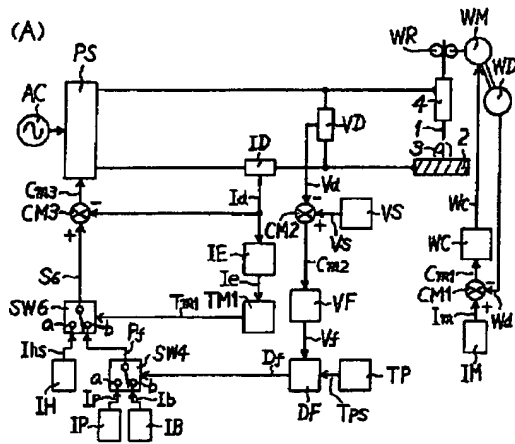 (A)
PS
WR
WM
WD
AC
4
VD
1
ID
3
2
Cm3
Id
Vd
CM3
-
+
-
CM2
+
VS
Vs
Wc
IE
Ie
Cm2
WC
S6
Cm1
TM1
Tm1
VF
CM1
-
+
Wd
SW6
a
b
Vf
Im
Pf
SW4
Df
TP
Ihs
IH
a
b
DF
Tps
IM
Ip
Ib
IP
IB